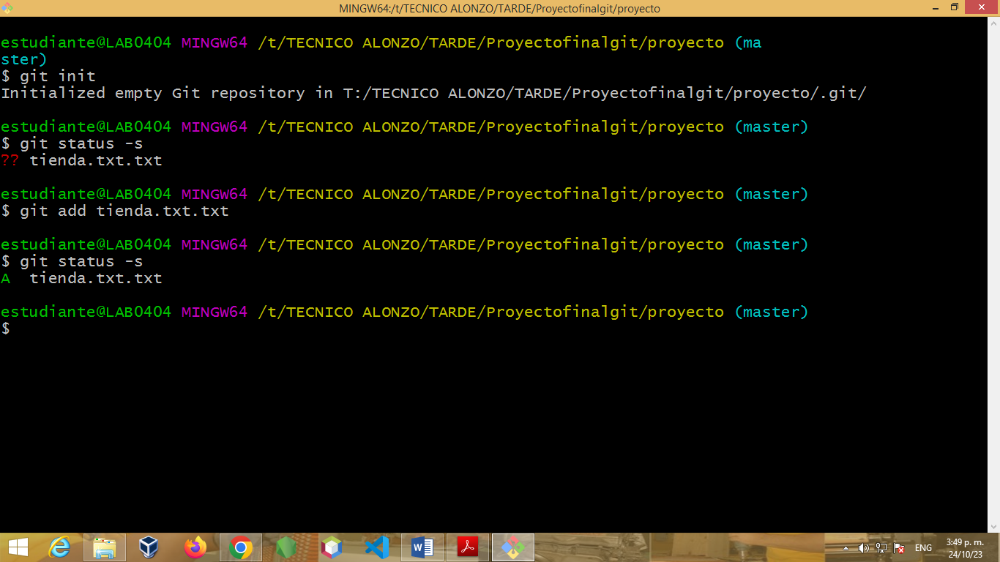 MINGW64:/t/TECNICO ALONZO/TARDE/Proyectofinalgit/proyecto
estudiante@LAB0404 MINGW64 /t/TECNICO ALONZO/TARDE/Proyectofinalgit/proyecto (ma
ster)
$ git init
Initialized empty Git repository in T:/TECNICO ALONZO/TARDE/Proyectofinalgit/proyecto/.git/
estudiante@LAB0404 MINGW64 /t/TECNICO ALONZO/TARDE/Proyectofinalgit/proyecto (master)
$ git status -s
?? tienda.txt.txt
estudiante@LAB0404 MINGW64 /t/TECNICO ALONZO/TARDE/Proyectofinalgit/proyecto (master)
$ git add tienda.txt.txt
estudiante@LAB0404 MINGW64 /t/TECNICO ALONZO/TARDE/Proyectofinalgit/proyecto (master)
$ git status -s
A  tienda.txt.txt
estudiante@LAB0404 MINGW64 /t/TECNICO ALONZO/TARDE/Proyectofinalgit/proyecto (master)
$
ENG
3:49 p. m.
24/10/23